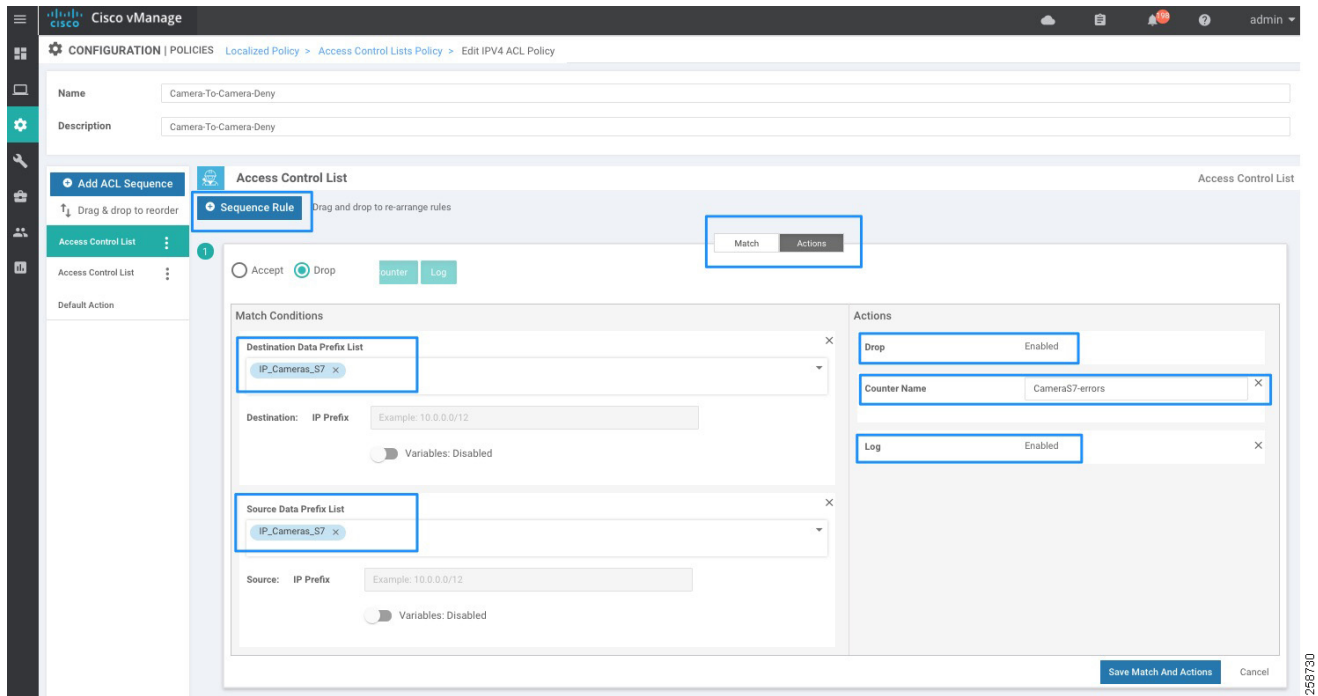 cisco Cisco vManage
198
admin
CONFIGURATION | POLICIES Localized Policy > Access Control Lists Policy > Edit IPV4 ACL Policy
Name Camera-To-Camera-Deny
Description Camera-To-Camera-Deny
Add ACL Sequence
Drag & drop to reorder
Access Control List
Access Control List
Default Action
Access Control List
Access Control List
Sequence Rule
Drag and drop to re-arrange rules
Match Actions
1
Accept Drop ounter Log
Match Conditions
Destination Data Prefix List
IP_Cameras_S7 ×
Destination: IP Prefix Example: 10.0.0.0/12
Variables: Disabled
Source Data Prefix List
IP_Cameras_S7 ×
Source: IP Prefix Example: 10.0.0.0/12
Variables: Disabled
Actions
Drop Enabled
Counter Name CameraS7-errors
Log Enabled
Save Match And Actions Cancel
258730